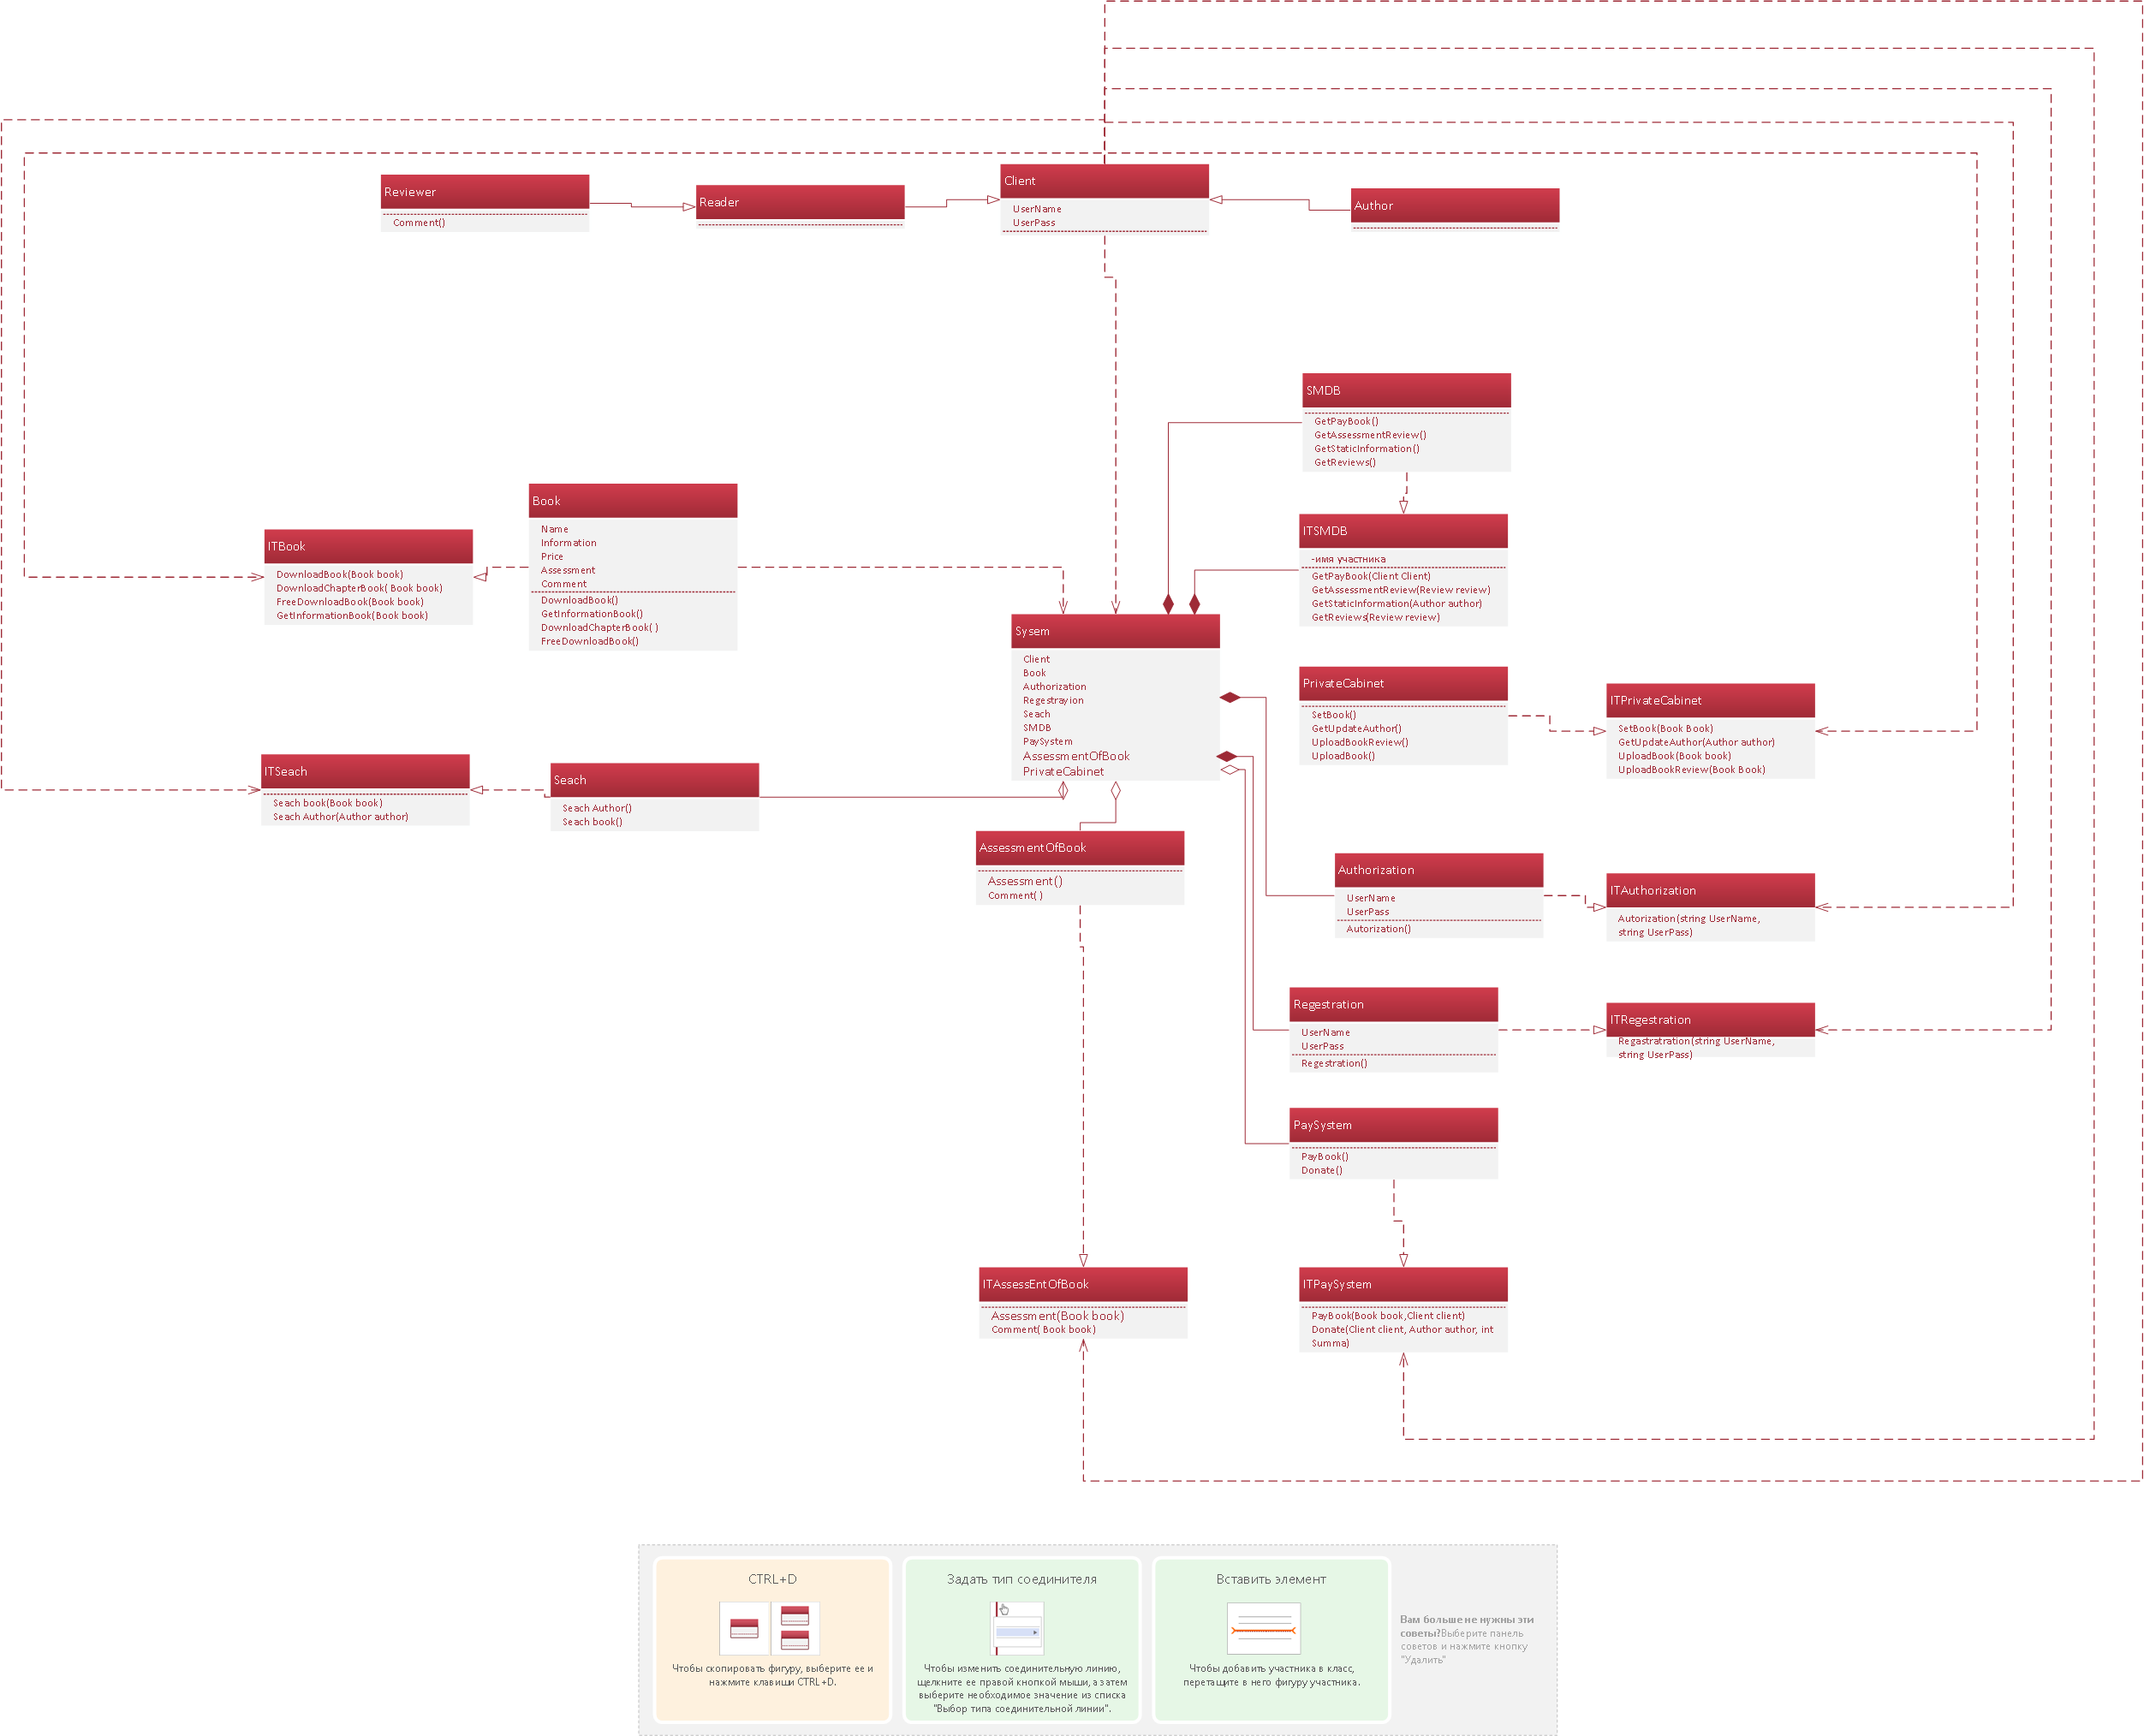 Client
UserName
UserPass
Reviewer
Comment()
Reader
Author
SMDB
GetPayBook()
GetAssessmentReview()
GetStaticInformation()
GetReviews()
Book
Name
Information
Price
Assessment
Comment
DownloadBook()
GetInformationBook()
DownloadChapterBook( )
FreeDownloadBook()
ITBook
DownloadBook(Book book)
DownloadChapterBook( Book book)
FreeDownloadBook(Book book)
GetInformationBook(Book book)
ITSMDB
-имя участника
GetPayBook(Client Client)
GetAssessmentReview(Review review)
GetStaticInformation(Author author)
GetReviews(Review review)
Sysem
Client
Book
Authorization
Regestrayion
Seach
SMDB
PaySystem
AssessmentOfBook
PrivateCabinet
PrivateCabinet
SetBook()
GetUpdateAuthor()
UploadBookReview()
UploadBook()
ITPrivateCabinet
SetBook(Book Book)
GetUpdateAuthor(Author author)
UploadBook(Book book)
UploadBookReview(Book Book)
ITSeach
Seach book(Book book)
Seach Author(Author author)
Seach
Seach Author()
Seach book()
AssessmentOfBook
Assessment()
Comment( )
Authorization
UserName
UserPass
Autorization()
ITAuthorization
Autorization(string UserName,
string UserPass)
Regestration
UserName
UserPass
Regestration()
ITRegestration
Regastratration(string UserName,
string UserPass)
PaySystem
PayBook()
Donate()
ITAssessEntOfBook
Assessment(Book book)
Comment( Book book)
ITPaySystem
PayBook(Book book,Client client)
Donate(Client client, Author author, int
Summa)
CTRL+D
Чтобы скопировать фигуру, выберите ее и
нажмите клавиши CTRL+D.
Задать тип соединителя
Чтобы изменить соединительную линию,
щелкните ее правой кнопкой мыши, а затем
выберите необходимое значение из списка
"Выбор типа соединительной линии".
Вставить элемент
Чтобы добавить участника в класс,
перетащите в него фигуру участника.
Вам больше не нужны эти
советы?Выберите панель
советов и нажмите кнопку
"Удалить"